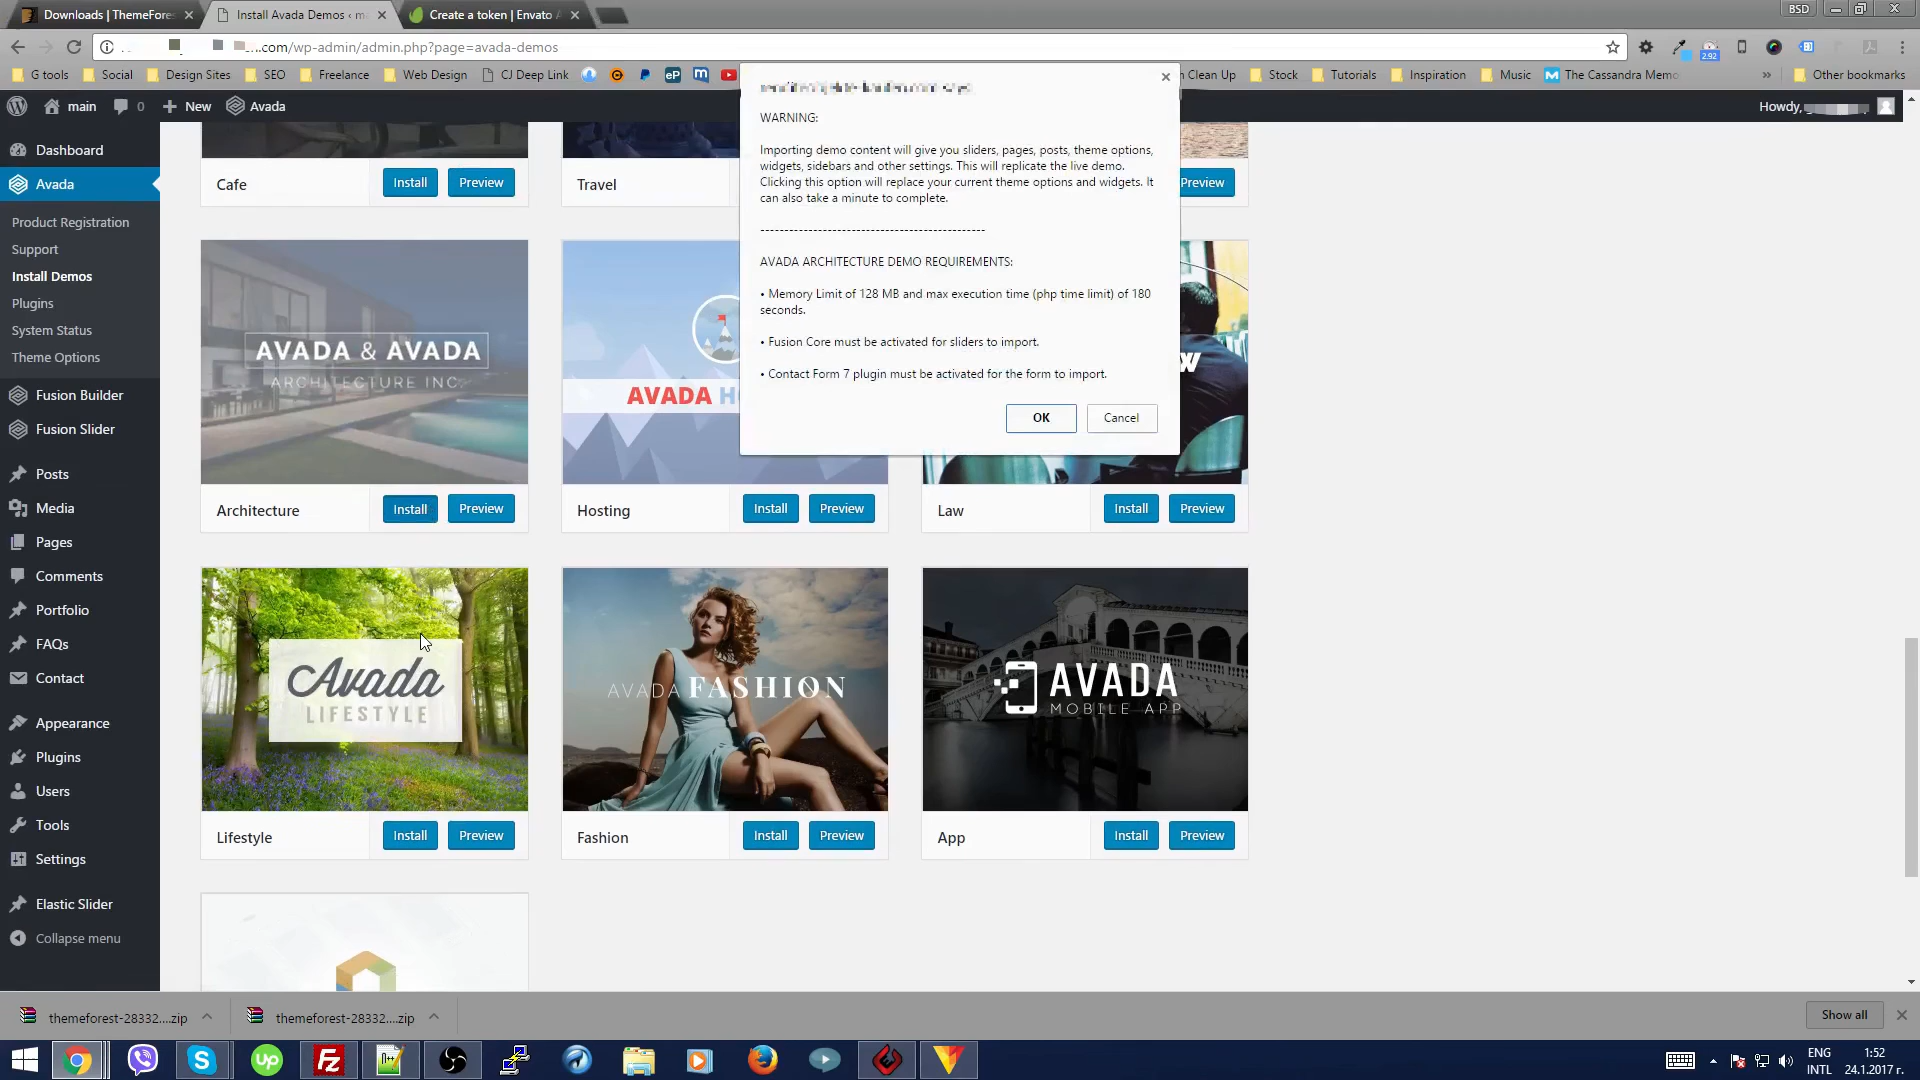 Downloads | ThemeFores
Install Avada Demos ‹ ma
Create a token | Envato A
BSD
.com/wp-admin/admin.php?page=avada-demos
G tools
Social
Design Sites
SEO
Freelance
Web Design
CJ Deep Link
eP
Clean Up
Stock
Tutorials
Inspiration
Music
The Cassandra Memo
»
Other bookmarks
2.92
main
0
New
Avada
Howdy,
Dashboard
Avada
Product Registration
Support
Install Demos
Plugins
System Status
Theme Options
Fusion Builder
Fusion Slider
Posts
Media
Pages
Comments
Portfolio
FAQs
Contact
Appearance
Plugins
Users
Tools
Settings
Elastic Slider
Collapse menu
Cafe
Install
Preview
Travel
Preview
WARNING:
Importing demo content will give you sliders, pages, posts, theme options,
widgets, sidebars and other settings. This will replicate the live demo.
Clicking this option will replace your current theme options and widgets. It
can also take a minute to complete.
-----------------------------------------------
AVADA ARCHITECTURE DEMO REQUIREMENTS:
• Memory Limit of 128 MB and max execution time (php time limit) of 180
seconds.
• Fusion Core must be activated for sliders to import.
• Contact Form 7 plugin must be activated for the form to import.
OK
Cancel
AVADA & AVADA
ARCHITECTURE INC.
AVADA H
W
Architecture
Install
Preview
Hosting
Install
Preview
Law
Install
Preview
Avada
LIFESTYLE
AVADA FASHION
AVADA
MOBILE APP
Lifestyle
Install
Preview
Fashion
Install
Preview
App
Install
Preview
themeforest-28332....zip
themeforest-28332....zip
Show all
Up
FZ
ENG
INTL
1:52
24.1.2017 г.